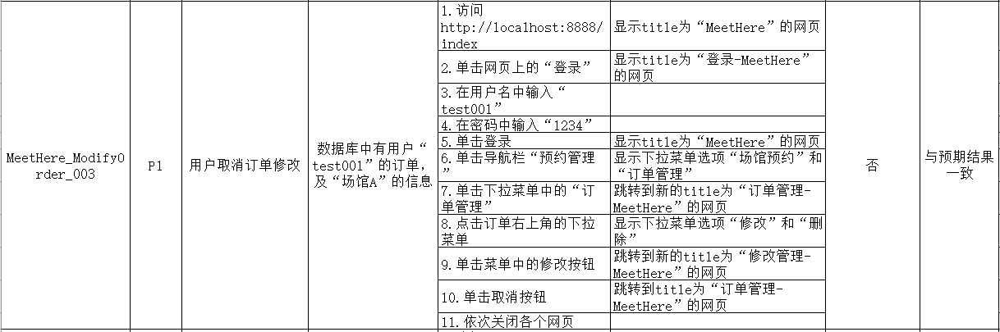 MeetHere_ModifyO
rder_003
P1
用户取消订单修改
数据库中有用户“
test001”的订单，
及“场馆A”的信息
1.访问
http://localhost:8888/
index
显示title为“MeetHere”的网页
2.单击网页上的“登录”
显示title为“登录-MeetHere”
的网页
3.在用户名中输入“
test001”
4.在密码中输入“1234”
5.单击登录
显示title为“MeetHere”的网页
6.单击导航栏“预约管理
”
显示下拉菜单选项“场馆预约”和
“订单管理”
7.单击下拉菜单中的“订
单管理”
跳转到新的title为“订单管理-
MeetHere”的网页
8.点击订单右上角的下拉
菜单
显示下拉菜单选项“修改”和“删
除”
9.单击菜单中的修改按钮
跳转到新的title为“修改管理-
MeetHere”的网页
10.单击取消按钮
跳转到title为“订单管理-
MeetHere”的网页
11.依次关闭各个网页
否
与预期结果
一致